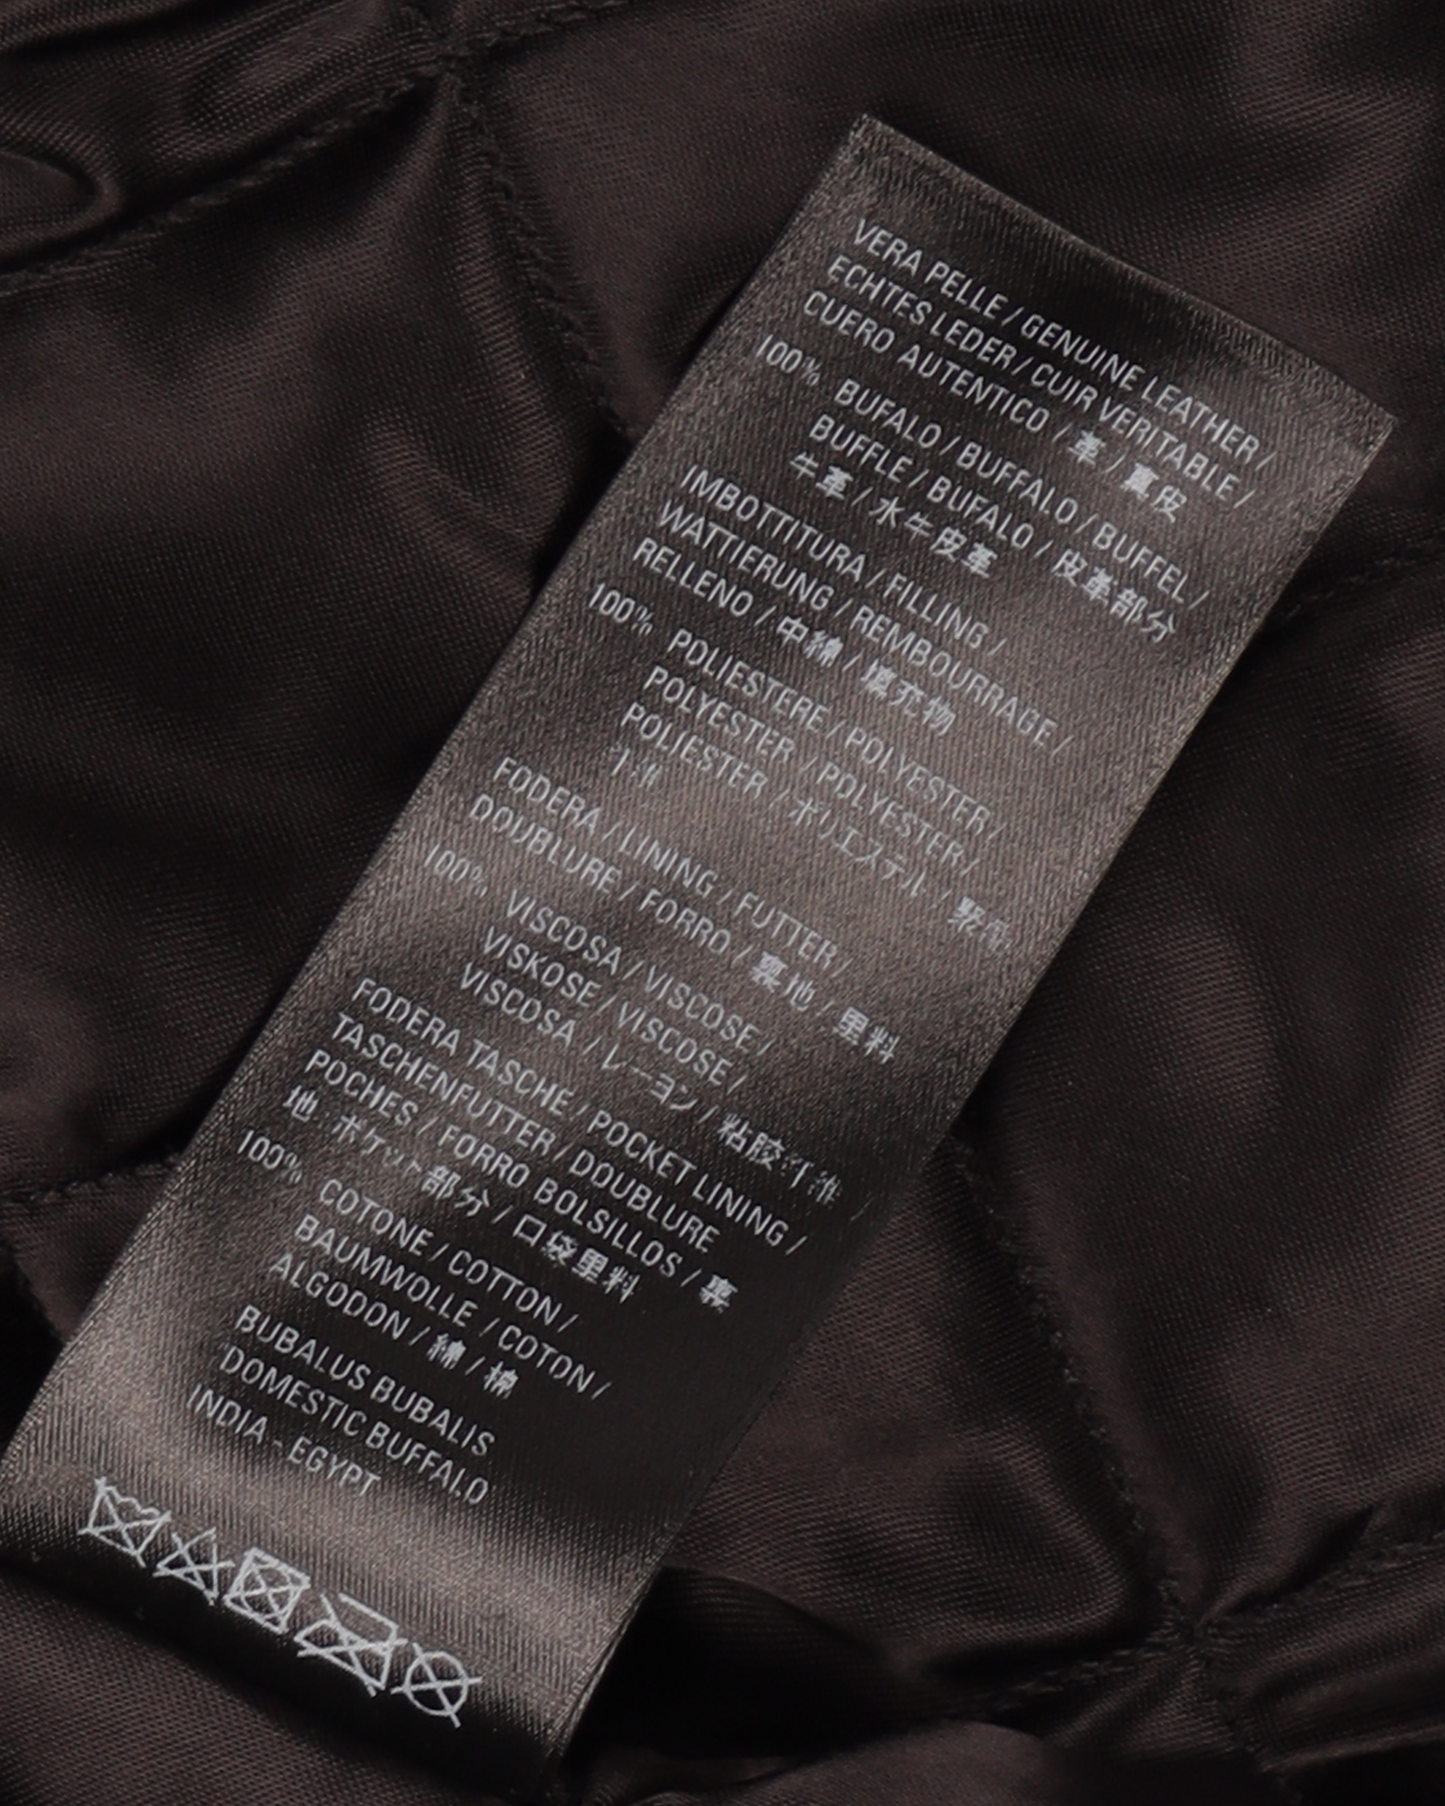 VERA PELLE / GENUINE LEATHER /
ECHTES LEDER / CUIR VERITABLE /
CUERO AUTENTICO / 革 / 真皮
100% BUFALO / BUFFALO / BUFFEL /
BUFFLE / BUFALO / 皮革部分
牛革 / 水牛皮革
IMBOTTITURA / FILLING /
WATTIERUNG / REMBOURRAGE /
RELLENO / 中綿 / 填充物
100% POLIESTERE / POLYESTER /
POLYESTER / POLYESTER /
POLIESTER / ポリエステル /
FODERA / LINING / FUTTER /
DOUBLURE / FORRO / 裏地 / 里料
100% VISCOSA / VISCOSE /
VISKOSE / VISCOSE /
VISCOSA / レーヨン / 粘胶纤维
FODERA TASCHE / POCKET LINING /
TASCHENFUTTER / DOUBLURE
POCHES / FORRO BOLSILLOS / 裏
地 ポケット部分 / 口袋里料
100% COTONE / COTTON /
BAUMWOLLE / COTON /
ALGODON / 綿 / 棉
BUBALUS BUBALIS
DOMESTIC BUFFALO
INDIA - EGYPT